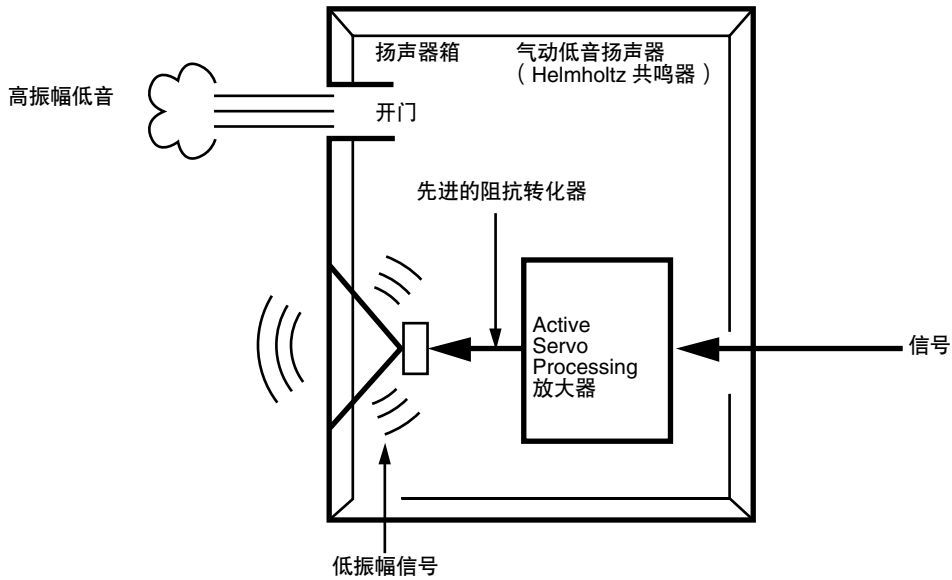 扬声器箱
气动低音扬声器
( Helmholtz 共鸣器 )
高振幅低音
开门
先进的阻抗转化器
Active
Servo
Processing
放大器
信号
低振幅信号